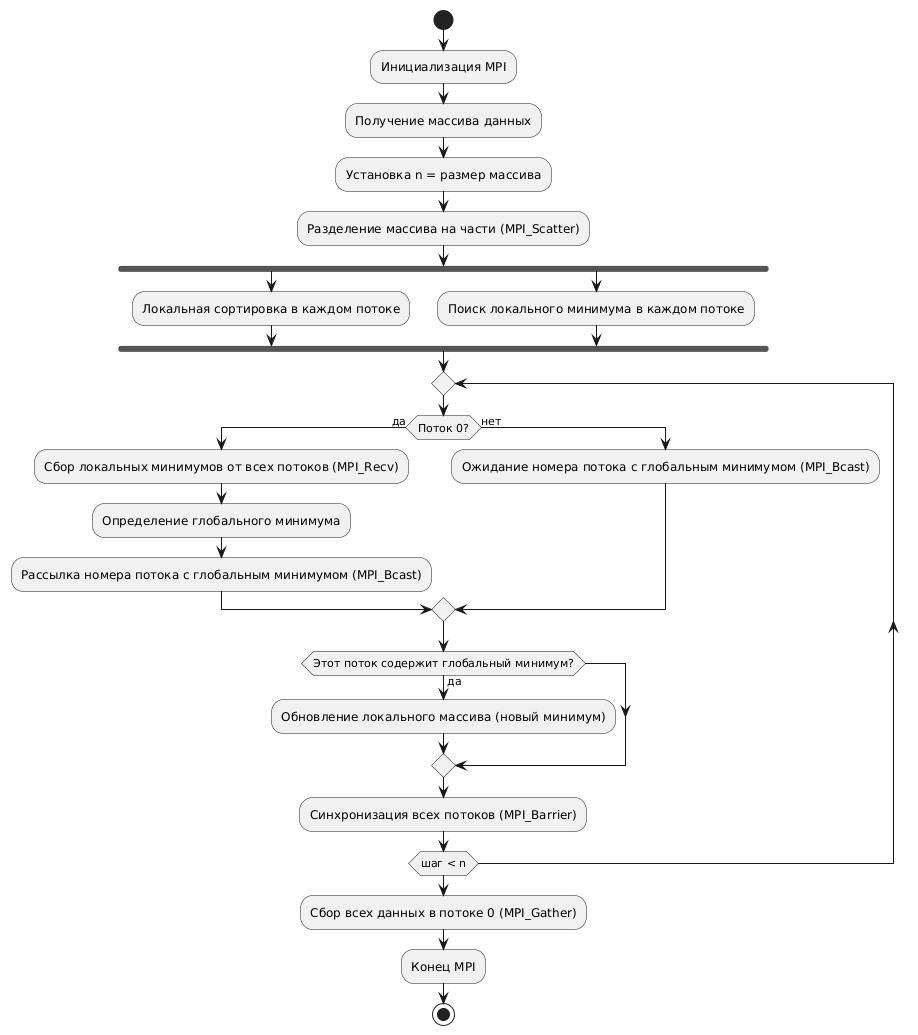 Инициализация MPI
Получение массива данных
Установка n = размер массива
Разделение массива на части (MPI_Scatter)
Локальная сортировка в каждом потоке
Поиск локального минимума в каждом потоке
да
Поток 0?
нет
Сбор локальных минимумов от всех потоков (MPI_Recv)
Ожидание номера потока с глобальным минимумом (MPI_Bcast)
Определение глобального минимума
Рассылка номера потока с глобальным минимумом (MPI_Bcast)
Этот поток содержит глобальный минимум?
да
Обновление локального массива (новый минимум)
Синхронизация всех потоков (MPI_Barrier)
шаг < n
Сбор всех данных в потоке 0 (MPI_Gather)
Конец MPI